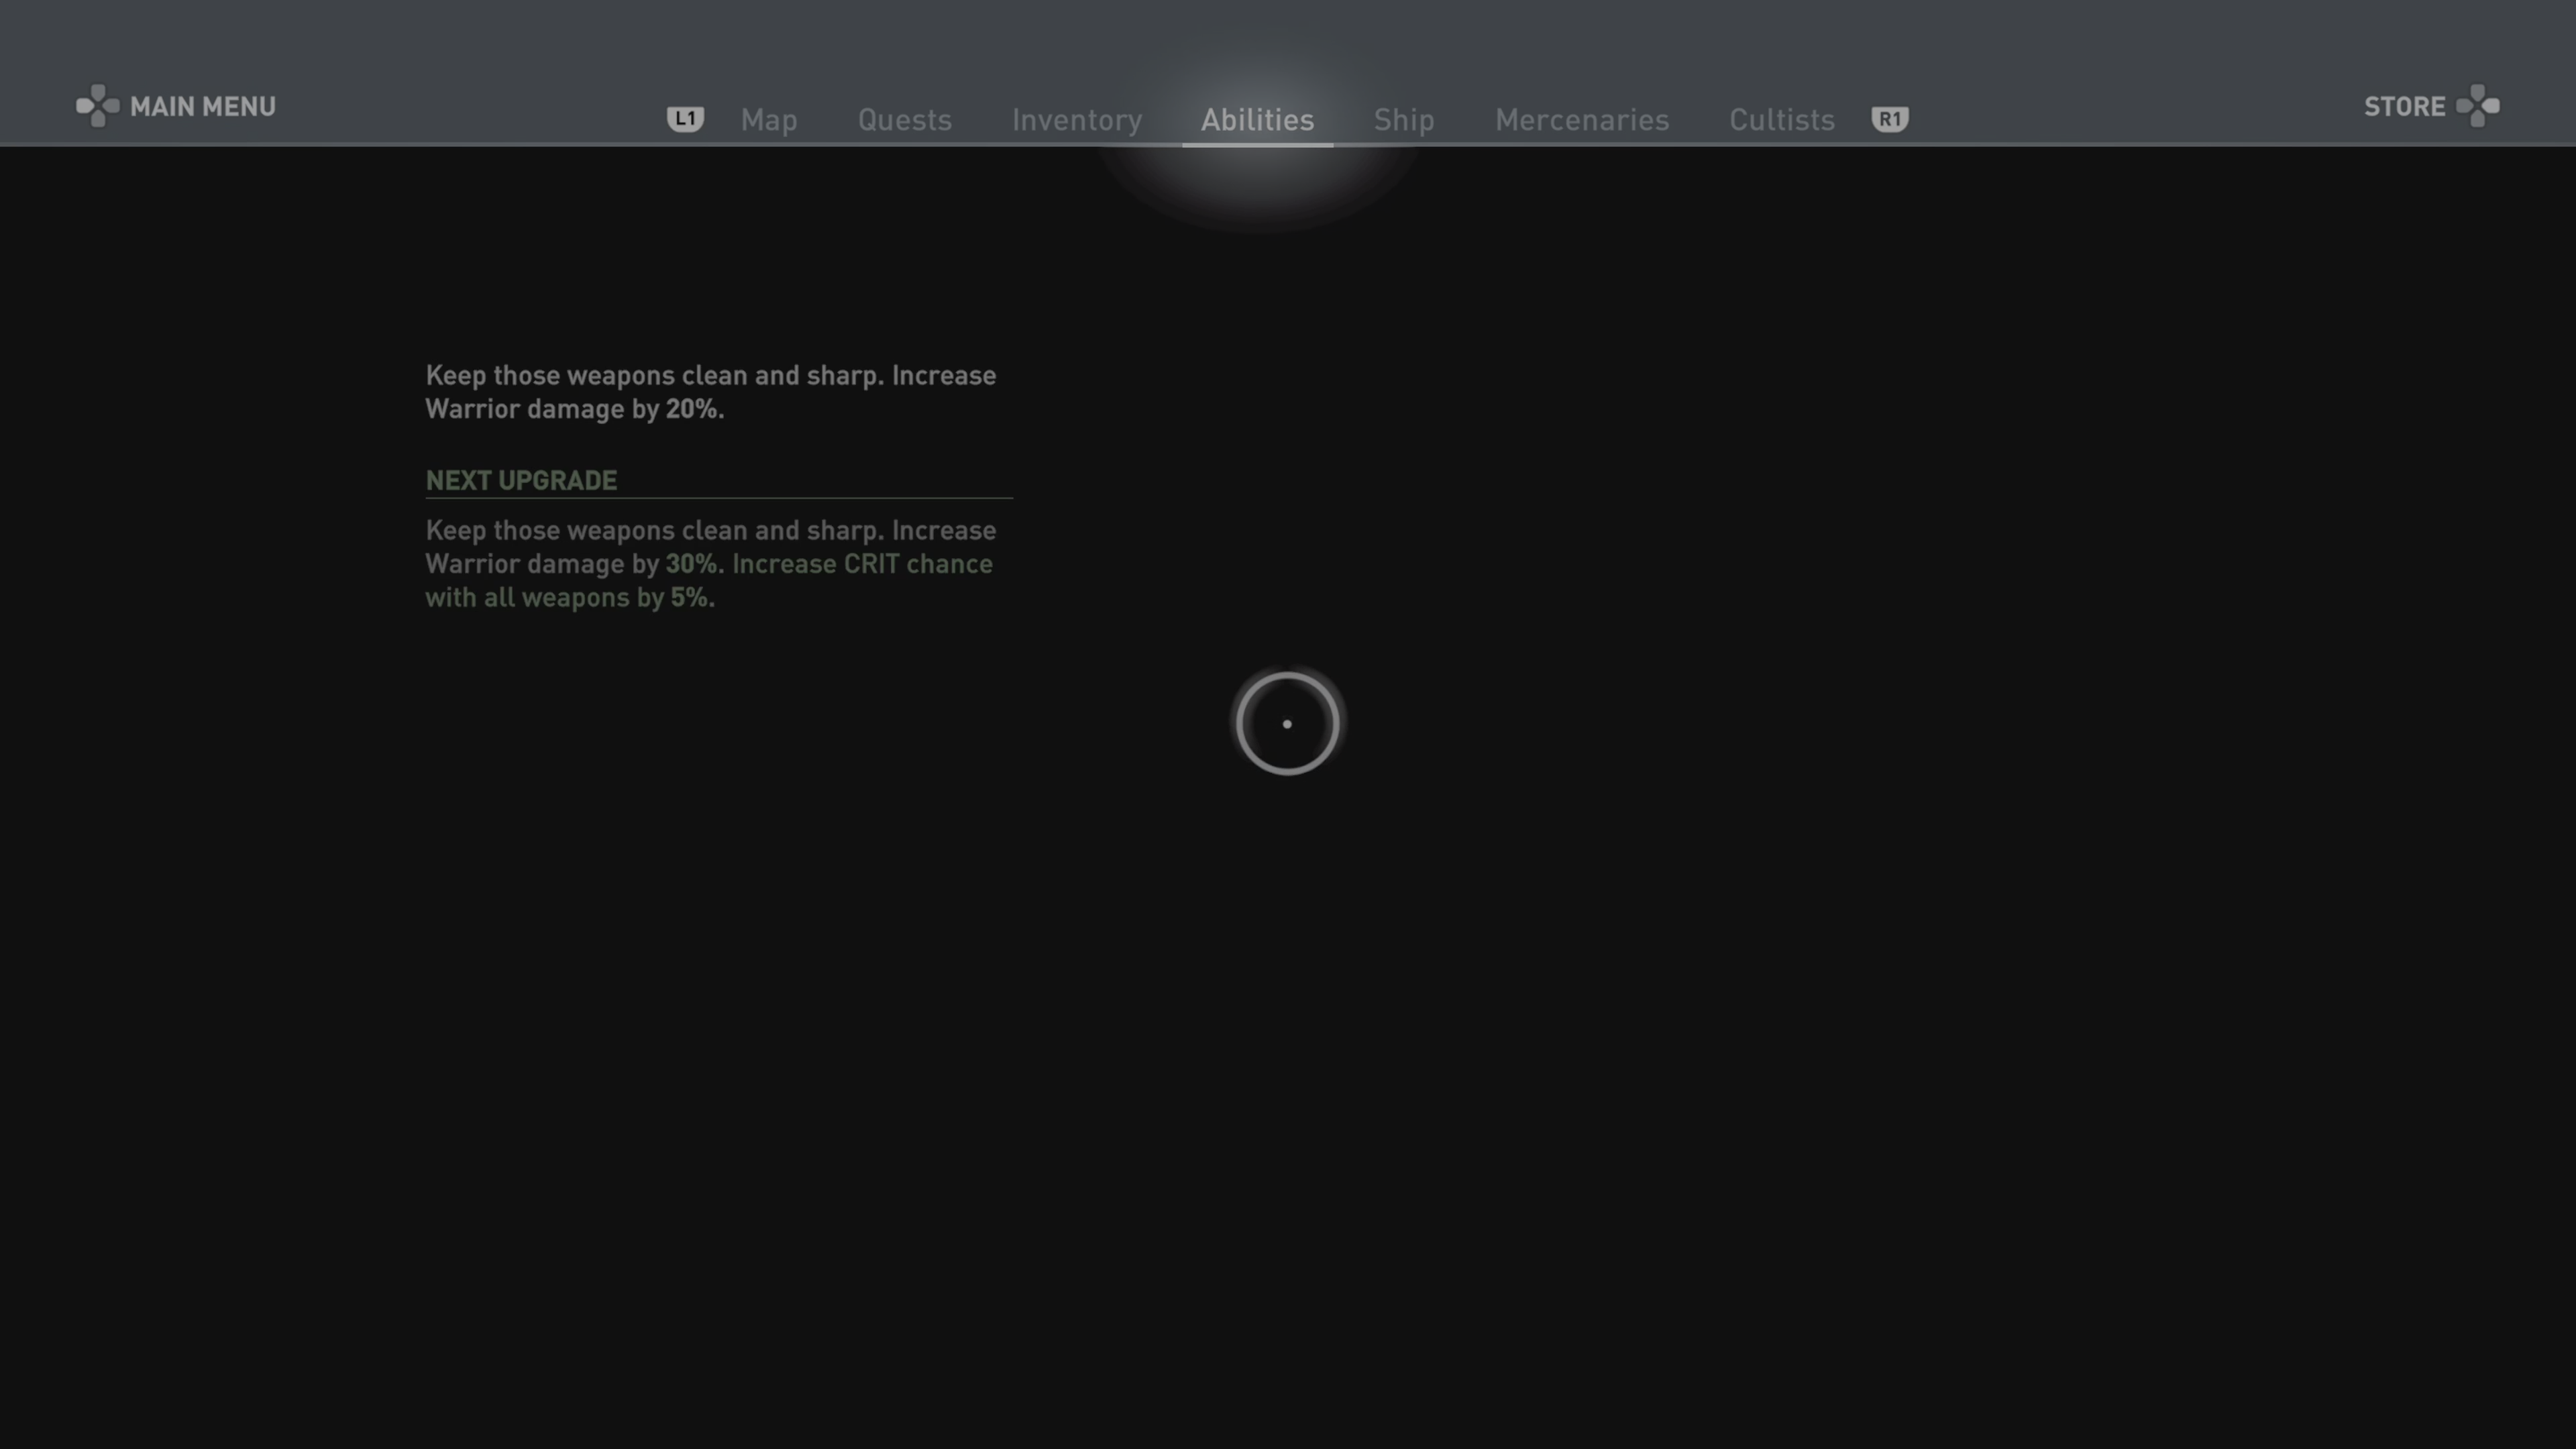 MAIN MENU
L1 Map Quests Inventory Abilities Ship Mercenaries Cultists R1
STORE
Keep those weapons clean and sharp. Increase
Warrior damage by 20%.
NEXT UPGRADE
Keep those weapons clean and sharp. Increase
Warrior damage by 30%. Increase CRIT chance
with all weapons by 5%.